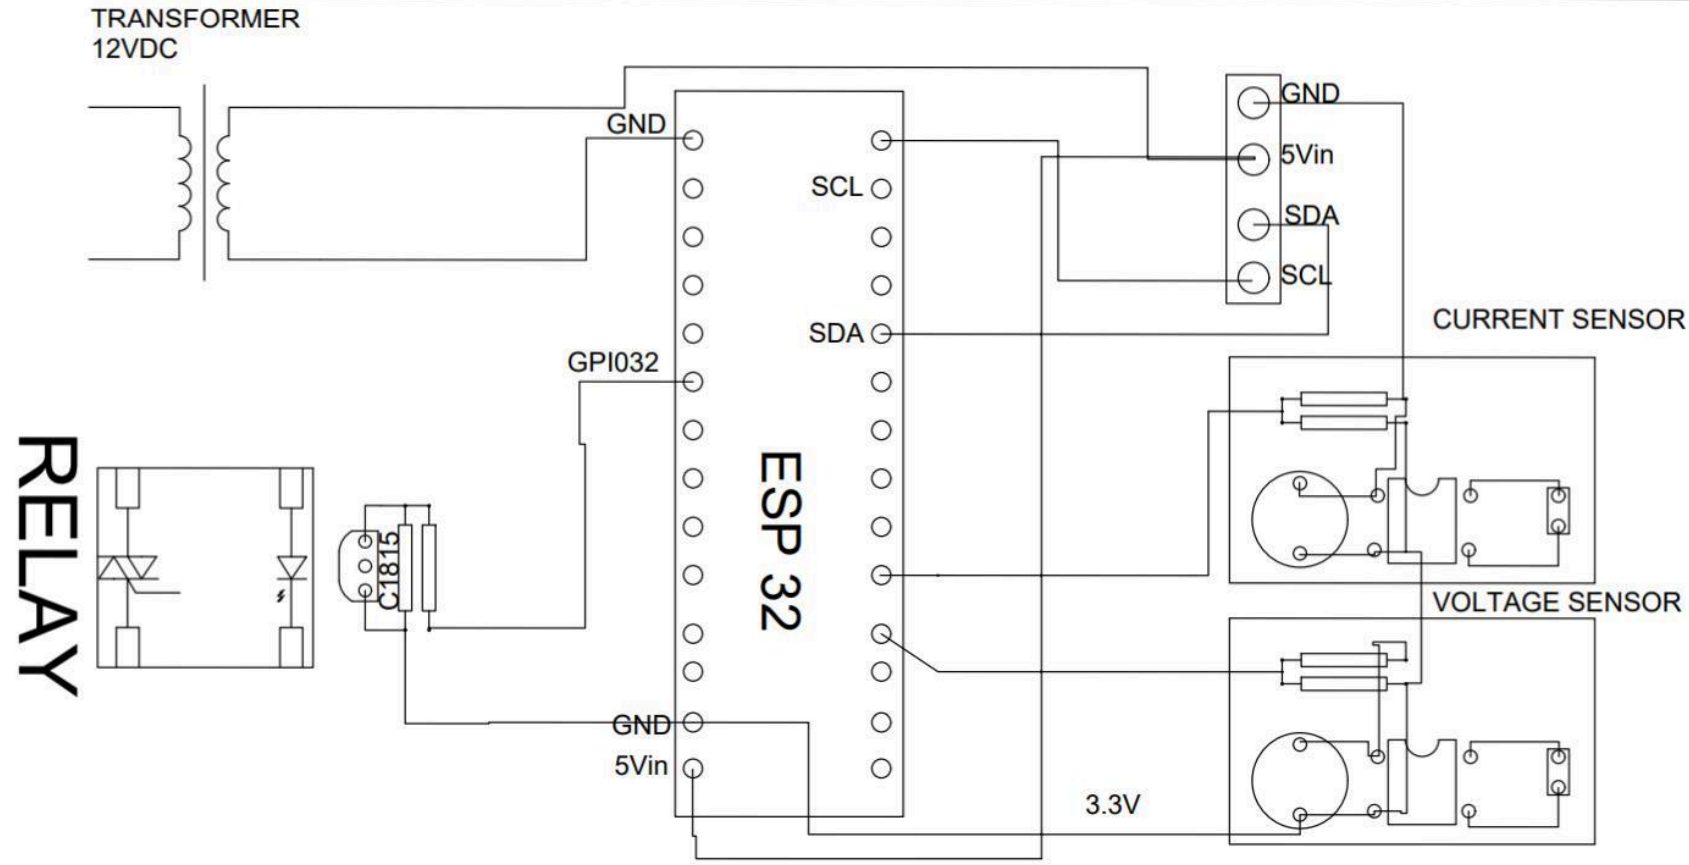 TRANSFORMER
12VDC
GND
GND
SCL
5Vin
SDA
SCL
SDA
CURRENT SENSOR
GPI032
RELAY
C1815
ESP 32
VOLTAGE SENSOR
GND
5Vin
3.3V